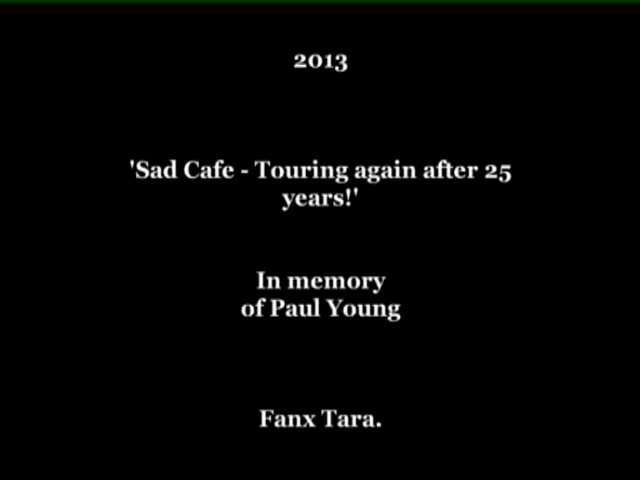 2013
'Sad Cafe - Touring again after 25
years!'
In memory
of Paul Young
Fanx Tara.